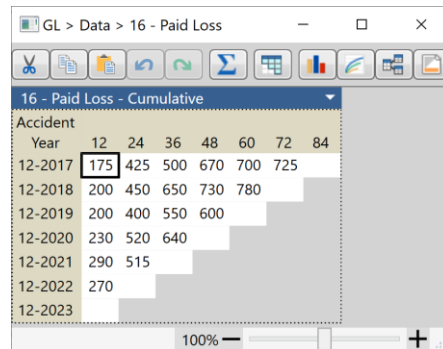 GL > Data > 16 - Paid Loss
16 - Paid Loss - Cumulative
Accident
Year 12 24 36 48 60 72 84
12-2017 175 425 500 670 700 725
12-2018 200 450 650 730 780
12-2019 200 400 550 600
12-2020 230 520 640
12-2021 290 515
12-2022 270
12-2023
100%